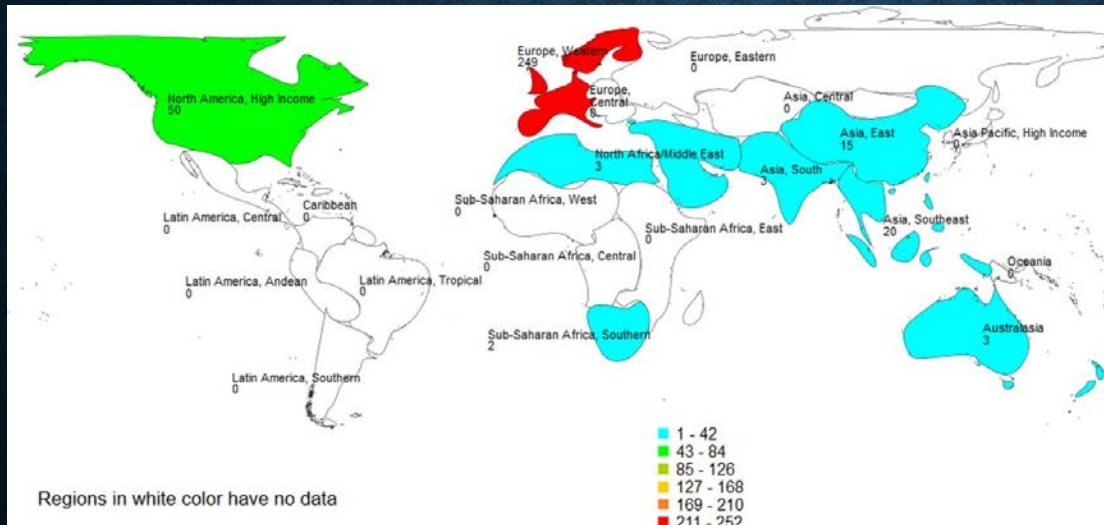 Europe, Western
249
Europe, Eastern
0
North America, High Income
50
Europe,
Central
0
Asia, Central
0
Asia, East
15
Asia Pacific, High Income
0
North Africa/Middle East
3
Asia, South
3
Sub-Saharan Africa, West
0
Caribbean
0
Latin America, Central
0
Asia, Southeast
20
Sub-Saharan Africa, East
0
Sub-Saharan Africa, Central
0
Oceania
0
Latin America, Andean
0
Latin America, Tropical
0
Sub-Saharan Africa, Southern
2
Australasia
3
Latin America, Southern
0
1 - 42
43 - 84
85 - 126
127 - 168
169 - 210
211 - 252
Regions in white color have no data